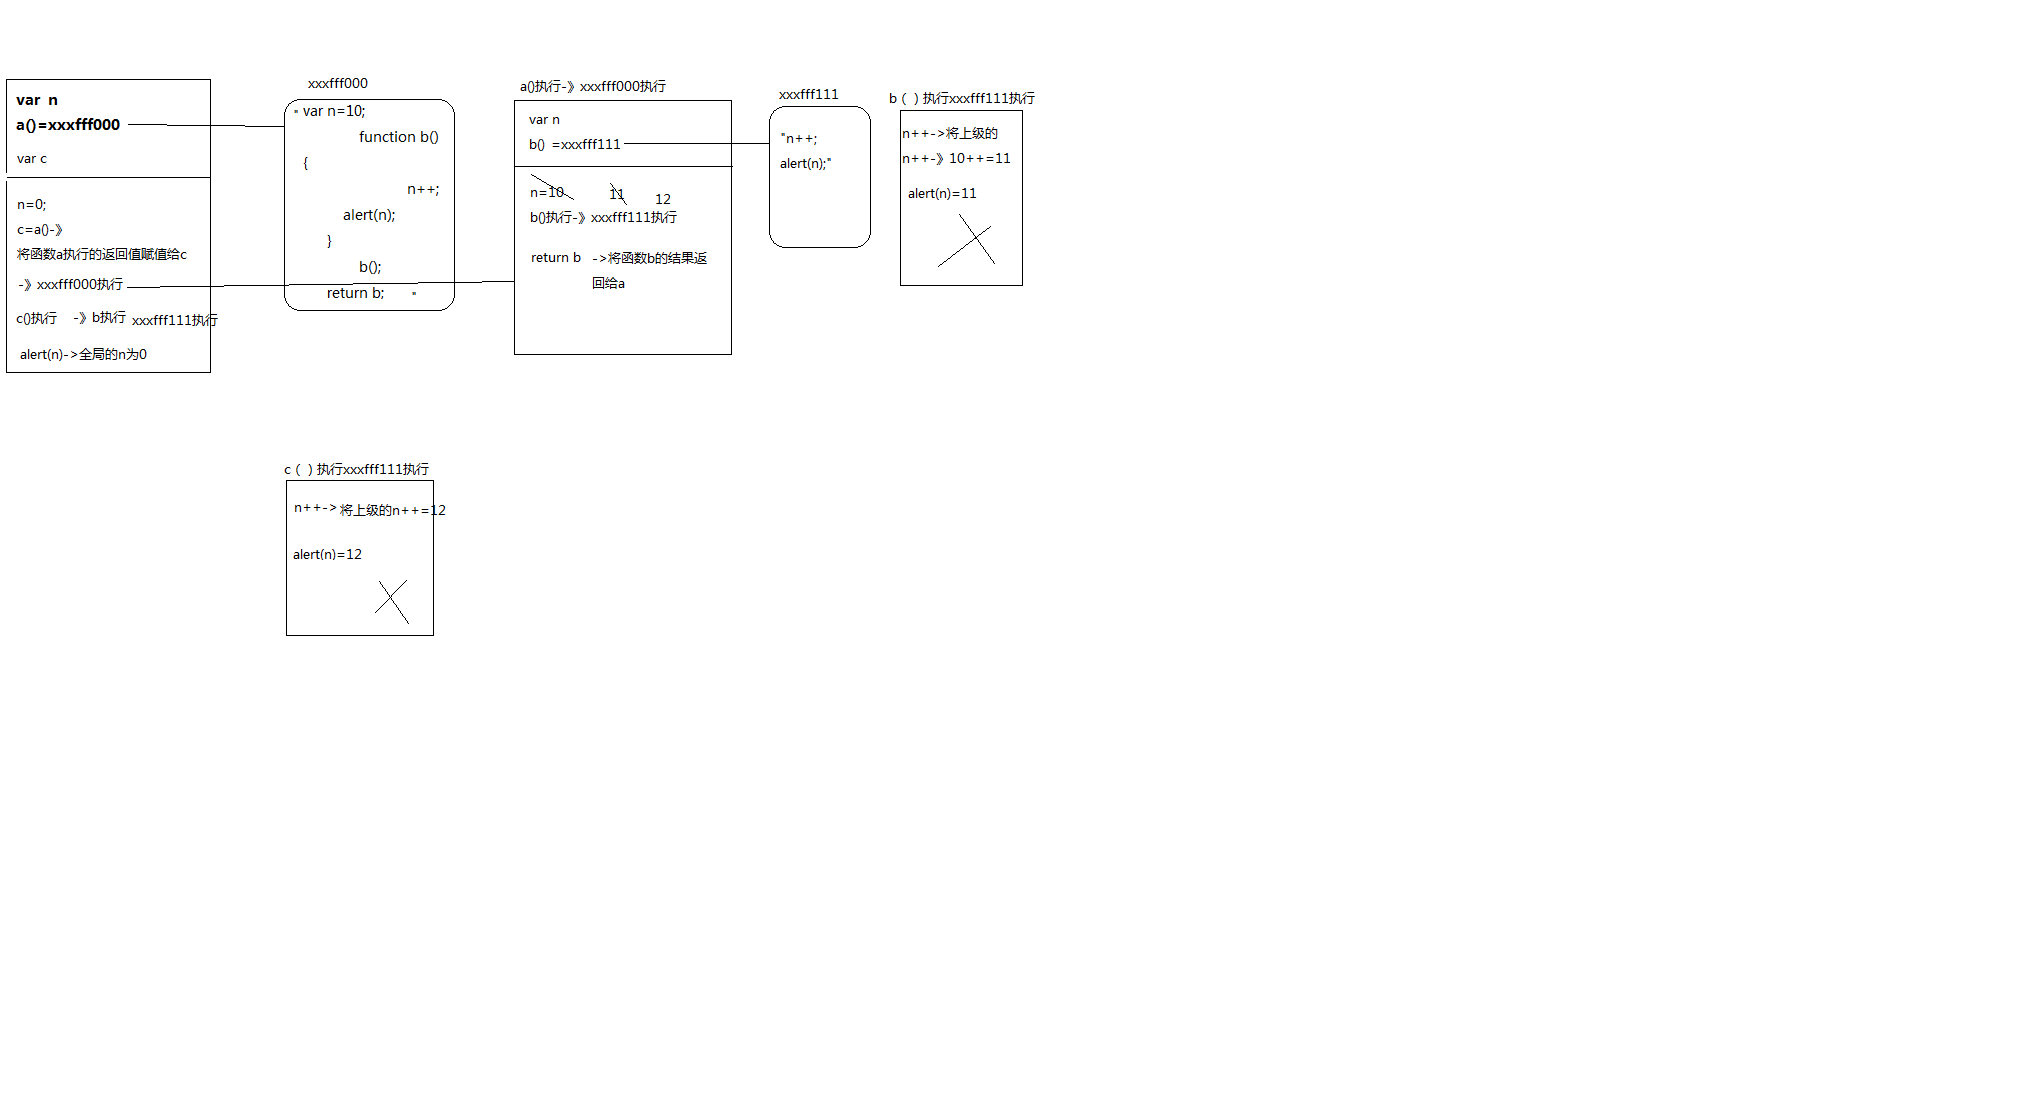 var n
a()=xxxfff000
var c
n=0;
c=a()-》
将函数a执行的返回值赋值给c
-》xxxfff000执行
c()执行 -》b执行 xxxfff111执行
alert(n)->全局的n为0
xxxfff000
" var n=10;
function b()
{
n++;
alert(n);
}
b();
return b; "
a()执行-》xxxfff000执行
var n
b() =xxxfff111
n=10 11 12
b()执行-》xxxfff111执行
return b ->将函数b的结果返
回给a
xxxfff111
"n++;
alert(n);"
b（ ）执行xxxfff111执行
n++->将上级的
n++-》10++=11
alert(n)=11
c（ ）执行xxxfff111执行
n++->将上级的n++=12
alert(n)=12